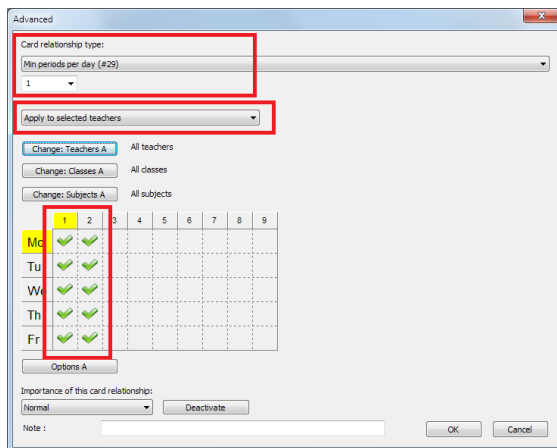 Advanced
Card relationship type:
Min periods per day (#29)
1
Apply to selected teachers
Change: Teachers A All teachers
Change: Classes A All classes
Change: Subjects A All subjects
1 2 3 4 5 6 7 8 9
Mo
Tu
We
Th
Fr
Options A
Importance of this card relationship:
Normal Deactivate
Note :
OK Cancel